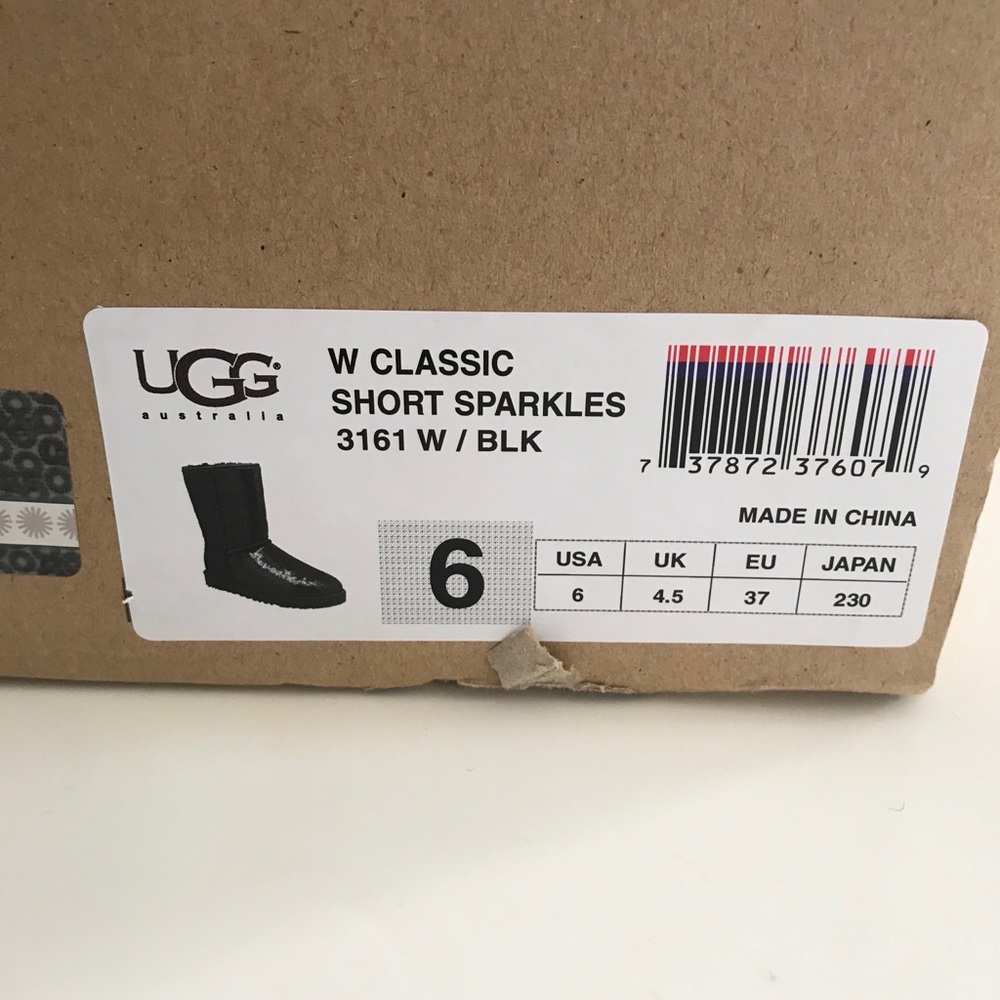 UGG®
australia
W CLASSIC
SHORT SPARKLES
3161 W / BLK
7 37872 37607 9
MADE IN CHINA
6
USA UK EU JAPAN
6 4.5 37 230